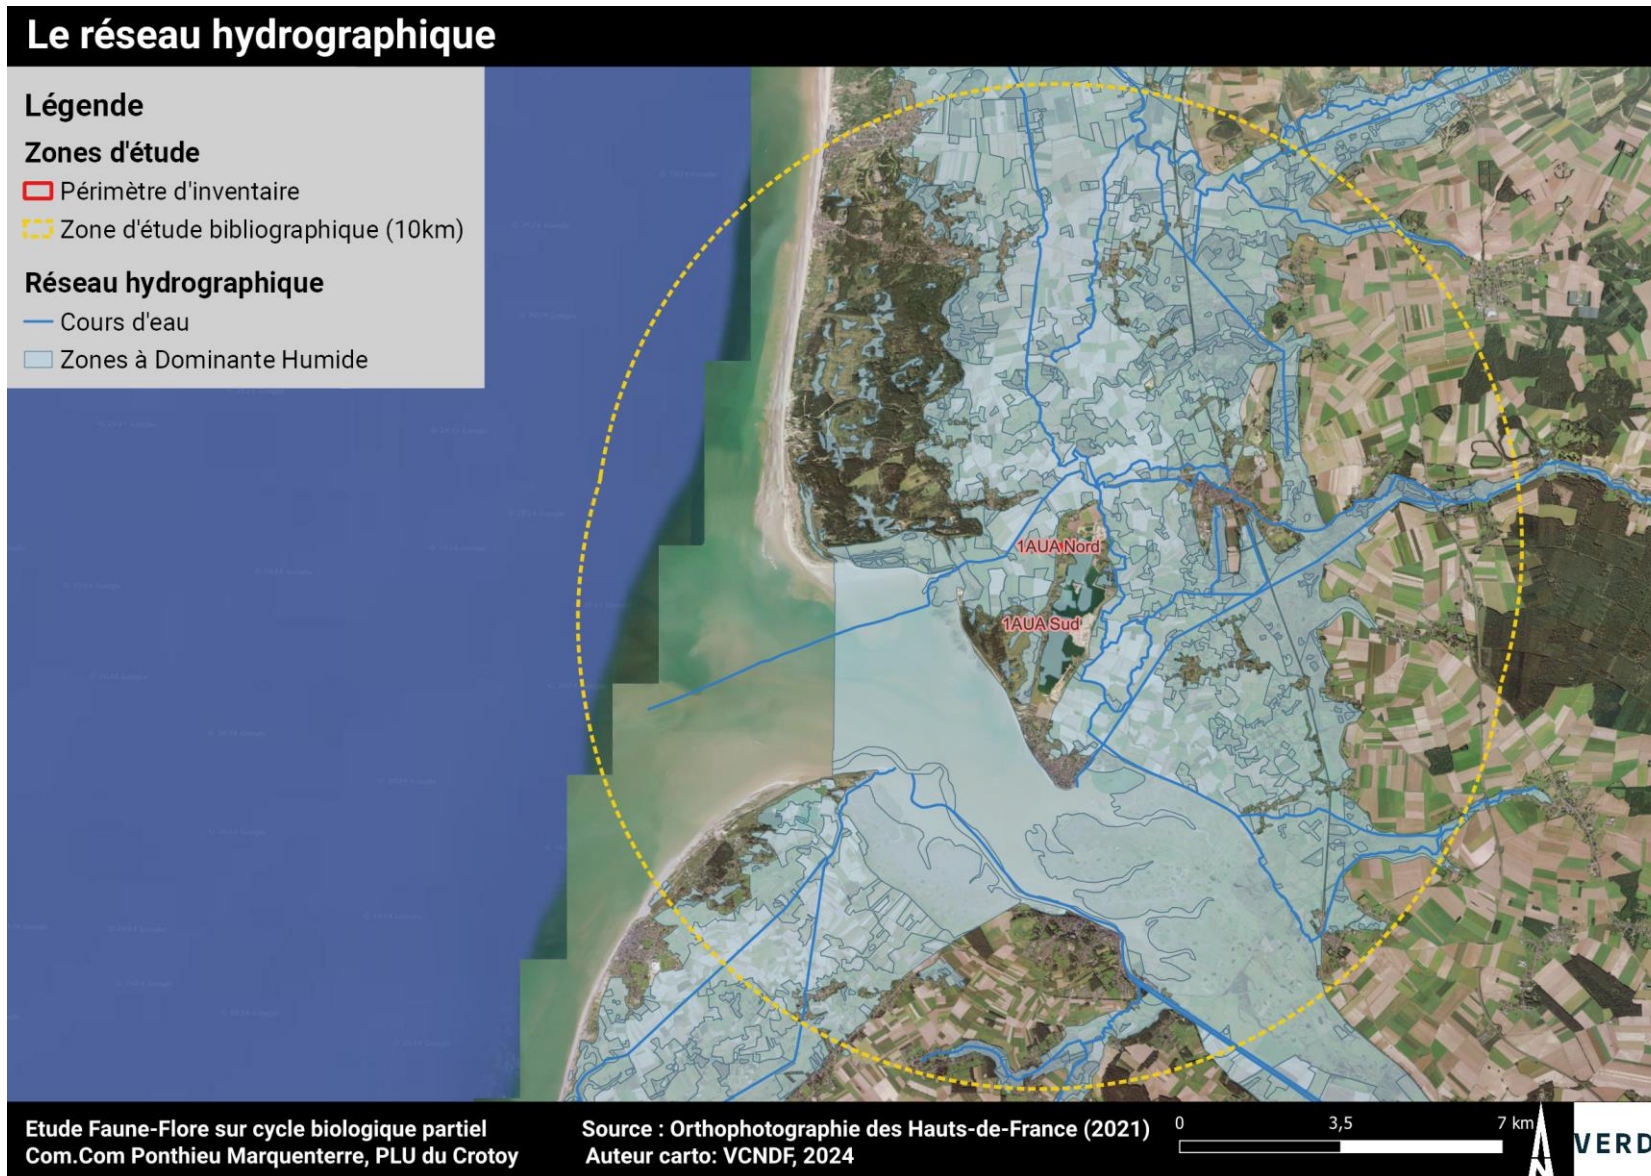 Le réseau hydrographique
Légende
Zones d'étude
Périmètre d'inventaire
Zone d'étude bibliographique (10km)
Réseau hydrographique
Cours d'eau
Zones à Dominante Humide
1AUA Nord
1AUA Sud
Etude Faune-Flore sur cycle biologique partiel
Com.Com Ponthieu Marquenterre, PLU du Crotoy
Source : Orthophotographie des Hauts-de-France (2021)
Auteur carto: VCNDF, 2024
0 3,5 7 km
N
VERD